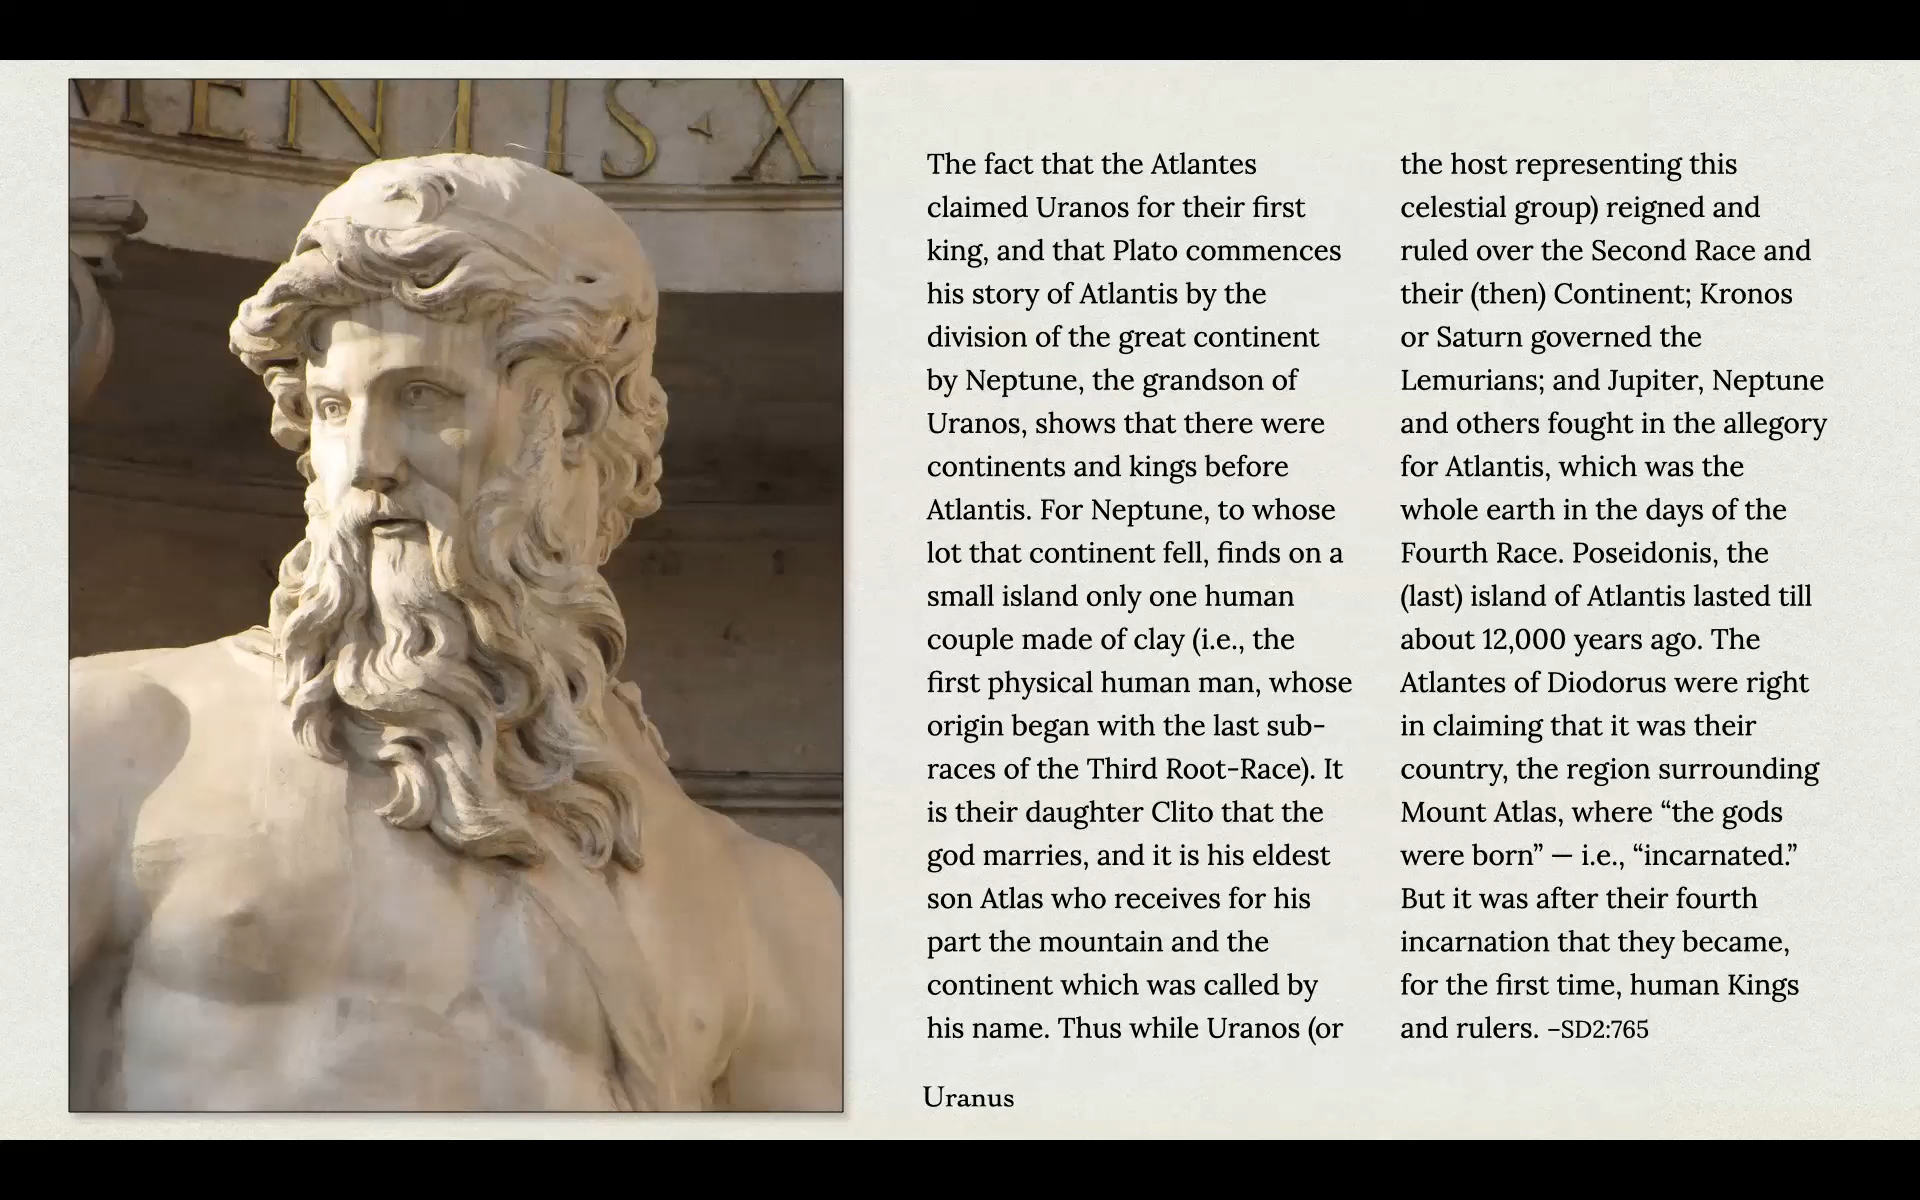 MENTIS · X
The fact that the Atlantes
claimed Uranos for their first
king, and that Plato commences
his story of Atlantis by the
division of the great continent
by Neptune, the grandson of
Uranos, shows that there were
continents and kings before
Atlantis. For Neptune, to whose
lot that continent fell, finds on a
small island only one human
couple made of clay (i.e., the
first physical human man, whose
origin began with the last sub-
races of the Third Root-Race). It
is their daughter Clito that the
god marries, and it is his eldest
son Atlas who receives for his
part the mountain and the
continent which was called by
his name. Thus while Uranos (or
the host representing this
celestial group) reigned and
ruled over the Second Race and
their (then) Continent; Kronos
or Saturn governed the
Lemurians; and Jupiter, Neptune
and others fought in the allegory
for Atlantis, which was the
whole earth in the days of the
Fourth Race. Poseidonis, the
(last) island of Atlantis lasted till
about 12,000 years ago. The
Atlantes of Diodorus were right
in claiming that it was their
country, the region surrounding
Mount Atlas, where “the gods
were born” — i.e., “incarnated.”
But it was after their fourth
incarnation that they became,
for the first time, human Kings
and rulers. –SD2:765
Uranus